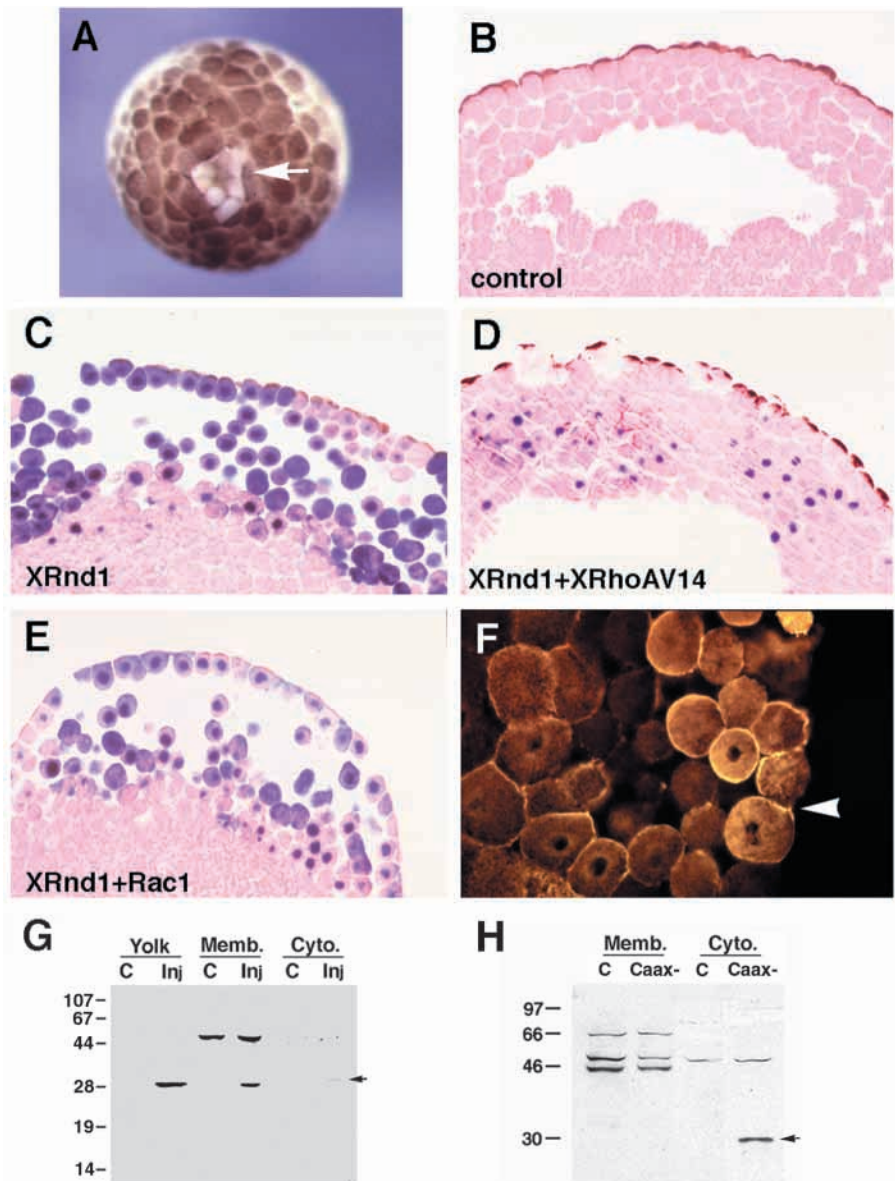 A
B
control
C
XRnd1
D
XRnd1+XRhoAV14
E
XRnd1+Rac1
F
G
Yolk Memb. Cyto.
C Inj C Inj C Inj
107
67
44
28
19
14
H
Memb. Cyto.
C Caax- C Caax-
97
66
46
30